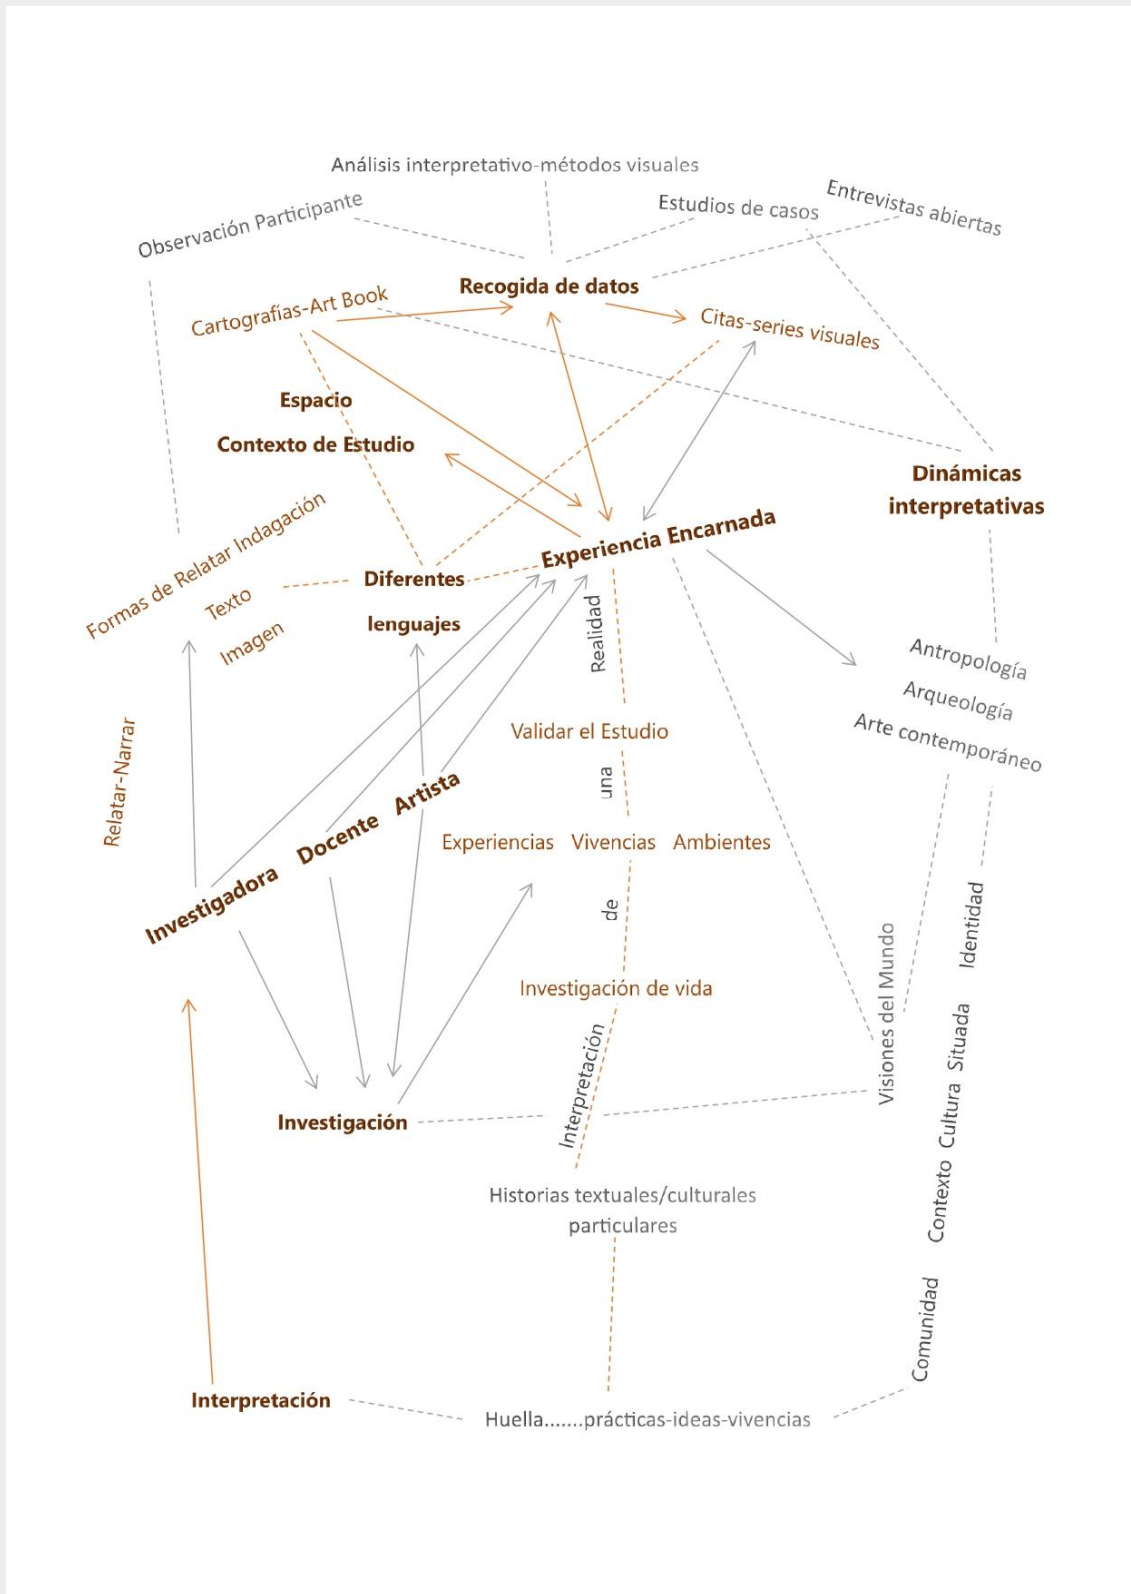 Análisis interpretativo-métodos visuales
Observación Participante
Estudios de casos
Entrevistas abiertas
Recogida de datos
Cartografías-Art Book
Citas-series visuales
Espacio
Contexto de Estudio
Dinámicas
interpretativas
Experiencia Encarnada
Formas de Relatar Indagación
Texto
Imagen
Diferentes
lenguajes
Realidad
Antropología
Arqueología
Arte contemporáneo
Validar el Estudio
una
Relatar-Narrar
Investigadora Docente Artista
Experiencias Vivencias Ambientes
de
Identidad
Investigación de vida
Visiones del Mundo
Situada
Interpretación
Investigación
Cultura
Contexto
Historias textuales/culturales
particulares
Comunidad
Interpretación
Huella.......prácticas-ideas-vivencias